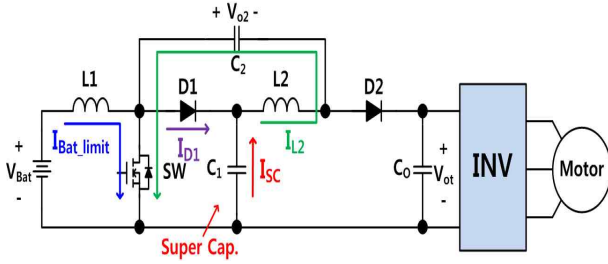 + Vo2 -
C2
L1
D1
L2
D2
IBat_limit
ID1
IL2
+
VBat
-
SW
C1
ISC
CO
+
Vot
-
INV
Motor
Super Cap.